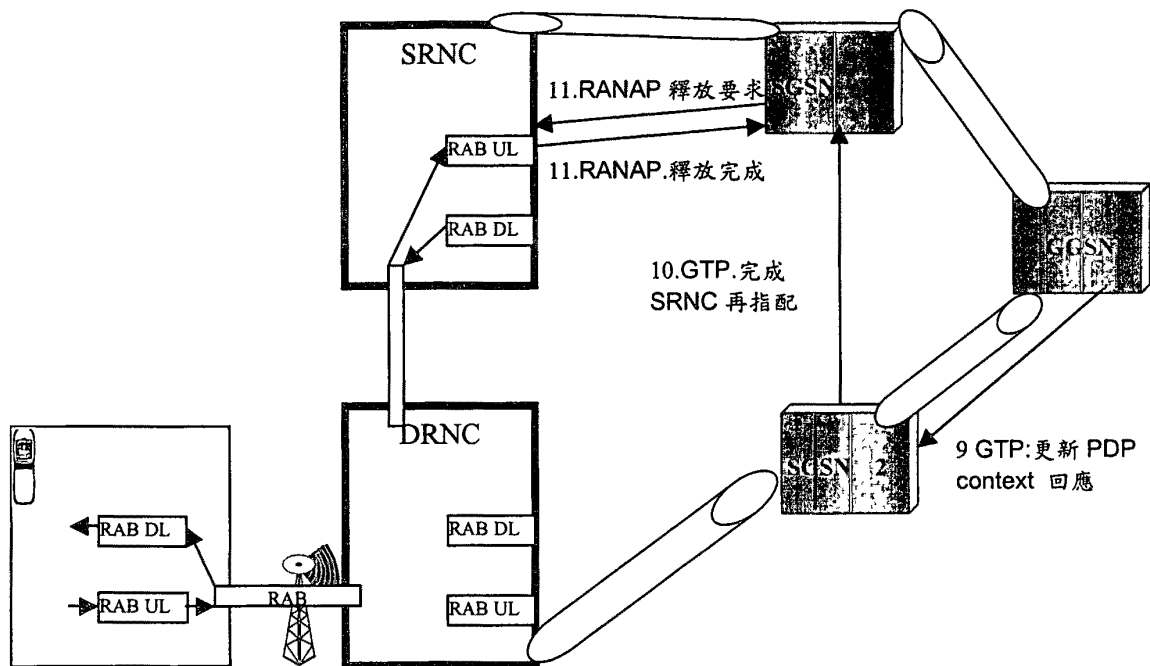 SRNC
SGSN
11.RANAP 釋放要求
RAB UL
11.RANAP.釋放完成
RAB DL
GGSN
10.GTP.完成
SRNC 再指配
DRNC
SGSN 2
9 GTP:更新 PDP
context 回應
RAB DL
RAB DL
RAB
RAB UL
RAB UL